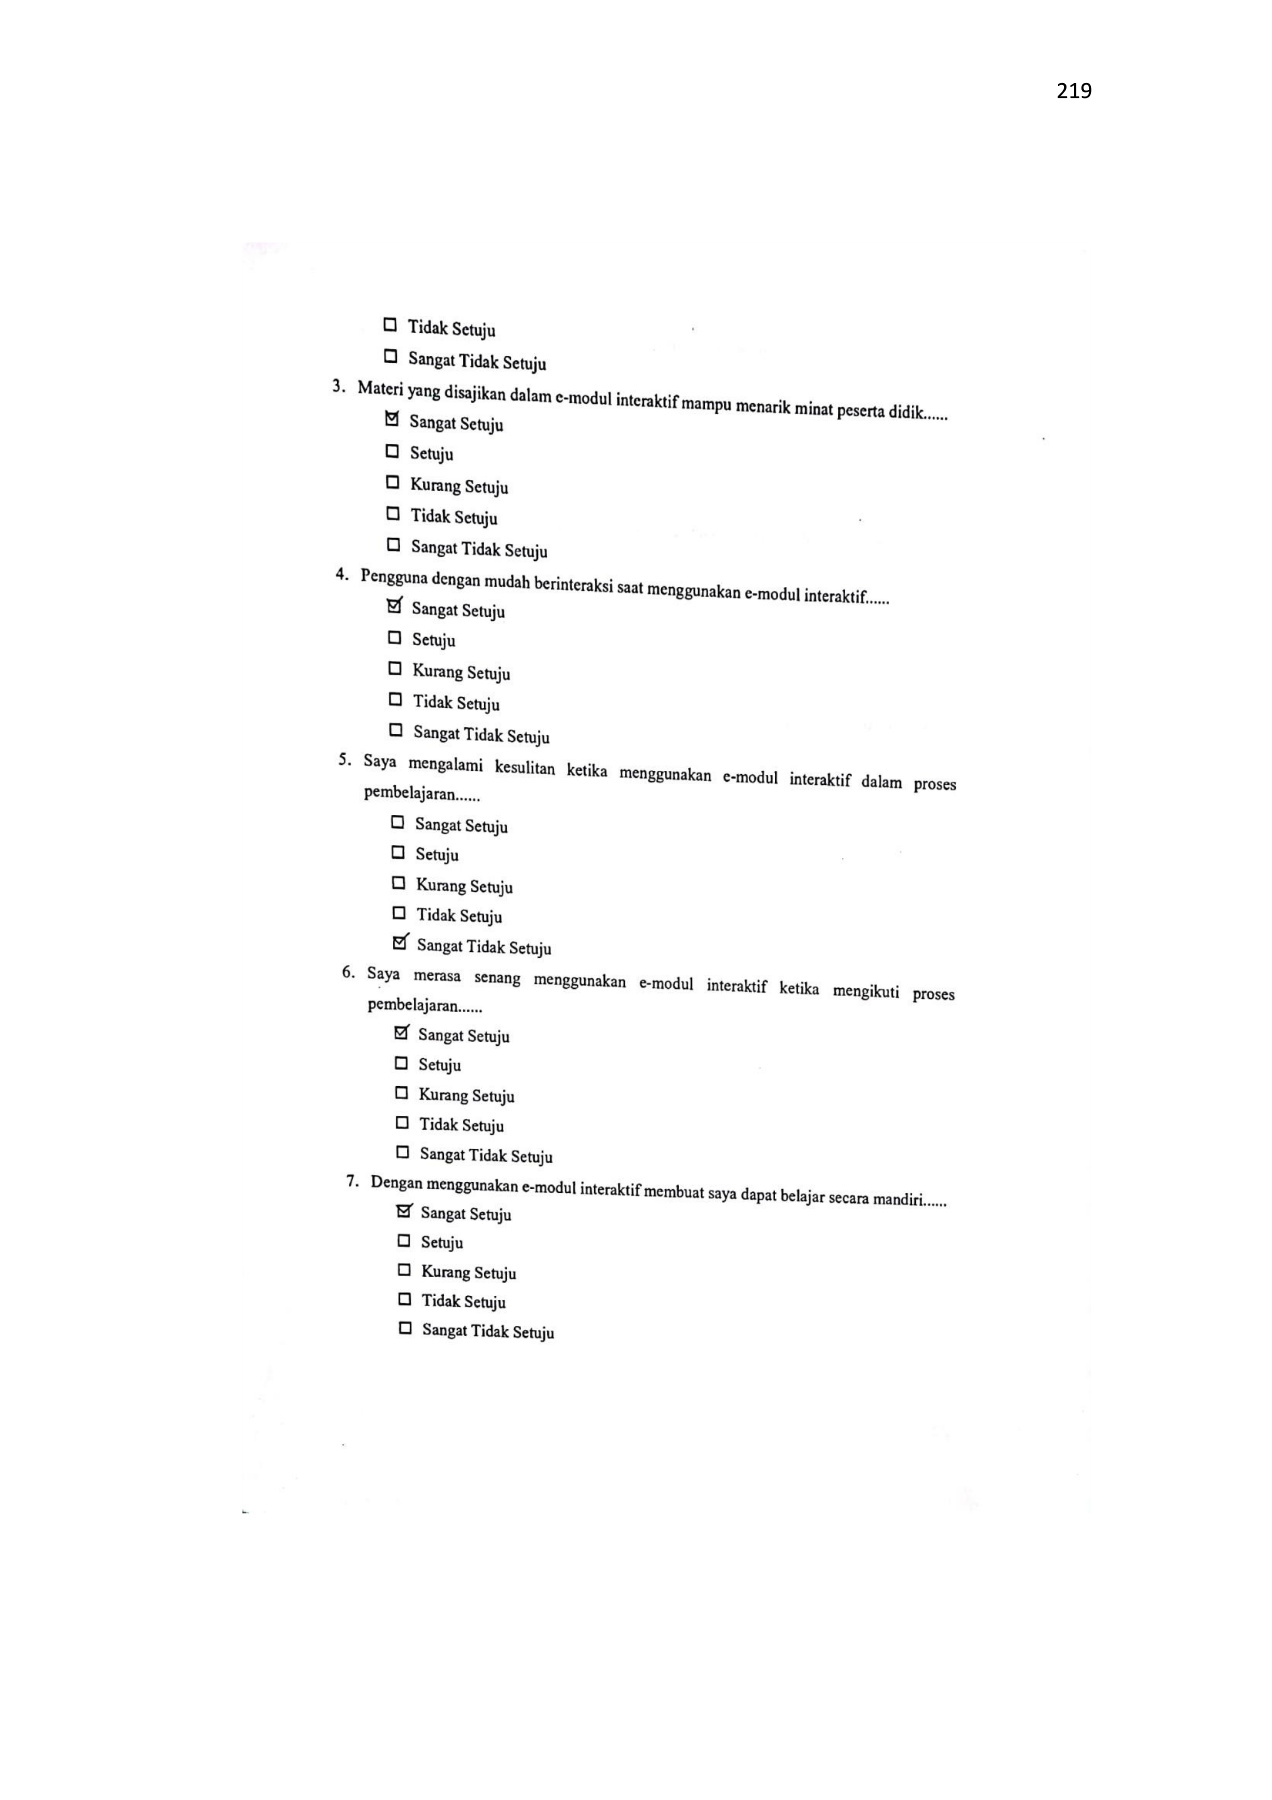 219
☐ Tidak Setuju
☐ Sangat Tidak Setuju
3. Materi yang disajikan dalam e-modul interaktif mampu menarik minat peserta didik......
☑ Sangat Setuju
☐ Setuju
☐ Kurang Setuju
☐ Tidak Setuju
☐ Sangat Tidak Setuju
4. Pengguna dengan mudah berinteraksi saat menggunakan e-modul interaktif......
☑ Sangat Setuju
☐ Setuju
☐ Kurang Setuju
☐ Tidak Setuju
☐ Sangat Tidak Setuju
5. Saya mengalami kesulitan ketika menggunakan e-modul interaktif dalam proses
pembelajaran......
☐ Sangat Setuju
☐ Setuju
☐ Kurang Setuju
☐ Tidak Setuju
☑ Sangat Tidak Setuju
6. Saya merasa senang menggunakan e-modul interaktif ketika mengikuti proses
pembelajaran......
☑ Sangat Setuju
☐ Setuju
☐ Kurang Setuju
☐ Tidak Setuju
☐ Sangat Tidak Setuju
7. Dengan menggunakan e-modul interaktif membuat saya dapat belajar secara mandiri......
☑ Sangat Setuju
☐ Setuju
☐ Kurang Setuju
☐ Tidak Setuju
☐ Sangat Tidak Setuju